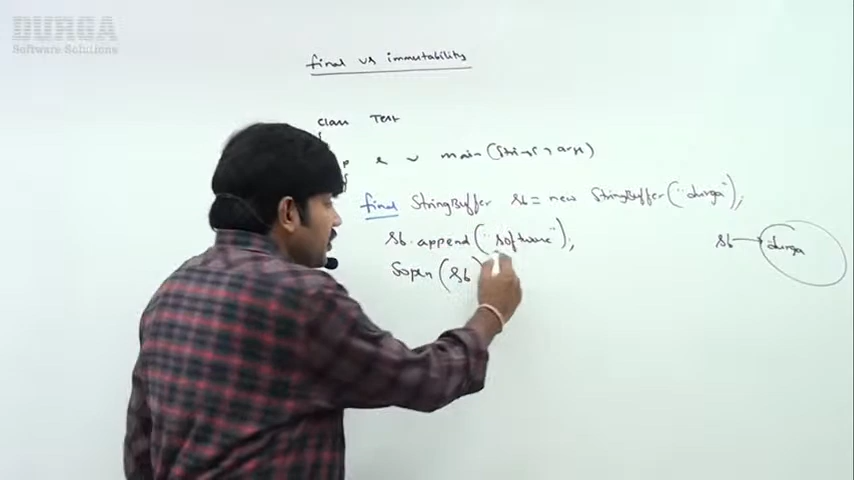 DURGA
Software Solutions
final vs immutability
class Test
{
p s v main(String[] args)
{
final StringBuffer sb = new StringBuffer("durga");
sb.append("software");
Sopln(sb
sb durga